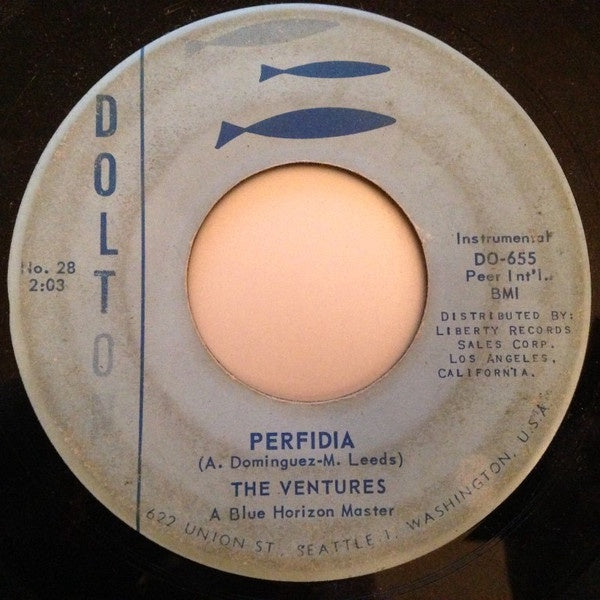 DOLTON
No. 28
2:03
Instrumental
DO-655
Peer Int'l.
BMI
DISTRIBUTED BY:
LIBERTY RECORDS
SALES CORP.
LOS ANGELES,
CALIFORNIA.
PERFIDIA
(A. Dominguez-M. Leeds)
THE VENTURES
A Blue Horizon Master
622 UNION ST., SEATTLE 1, WASHINGTON, U.S.A.